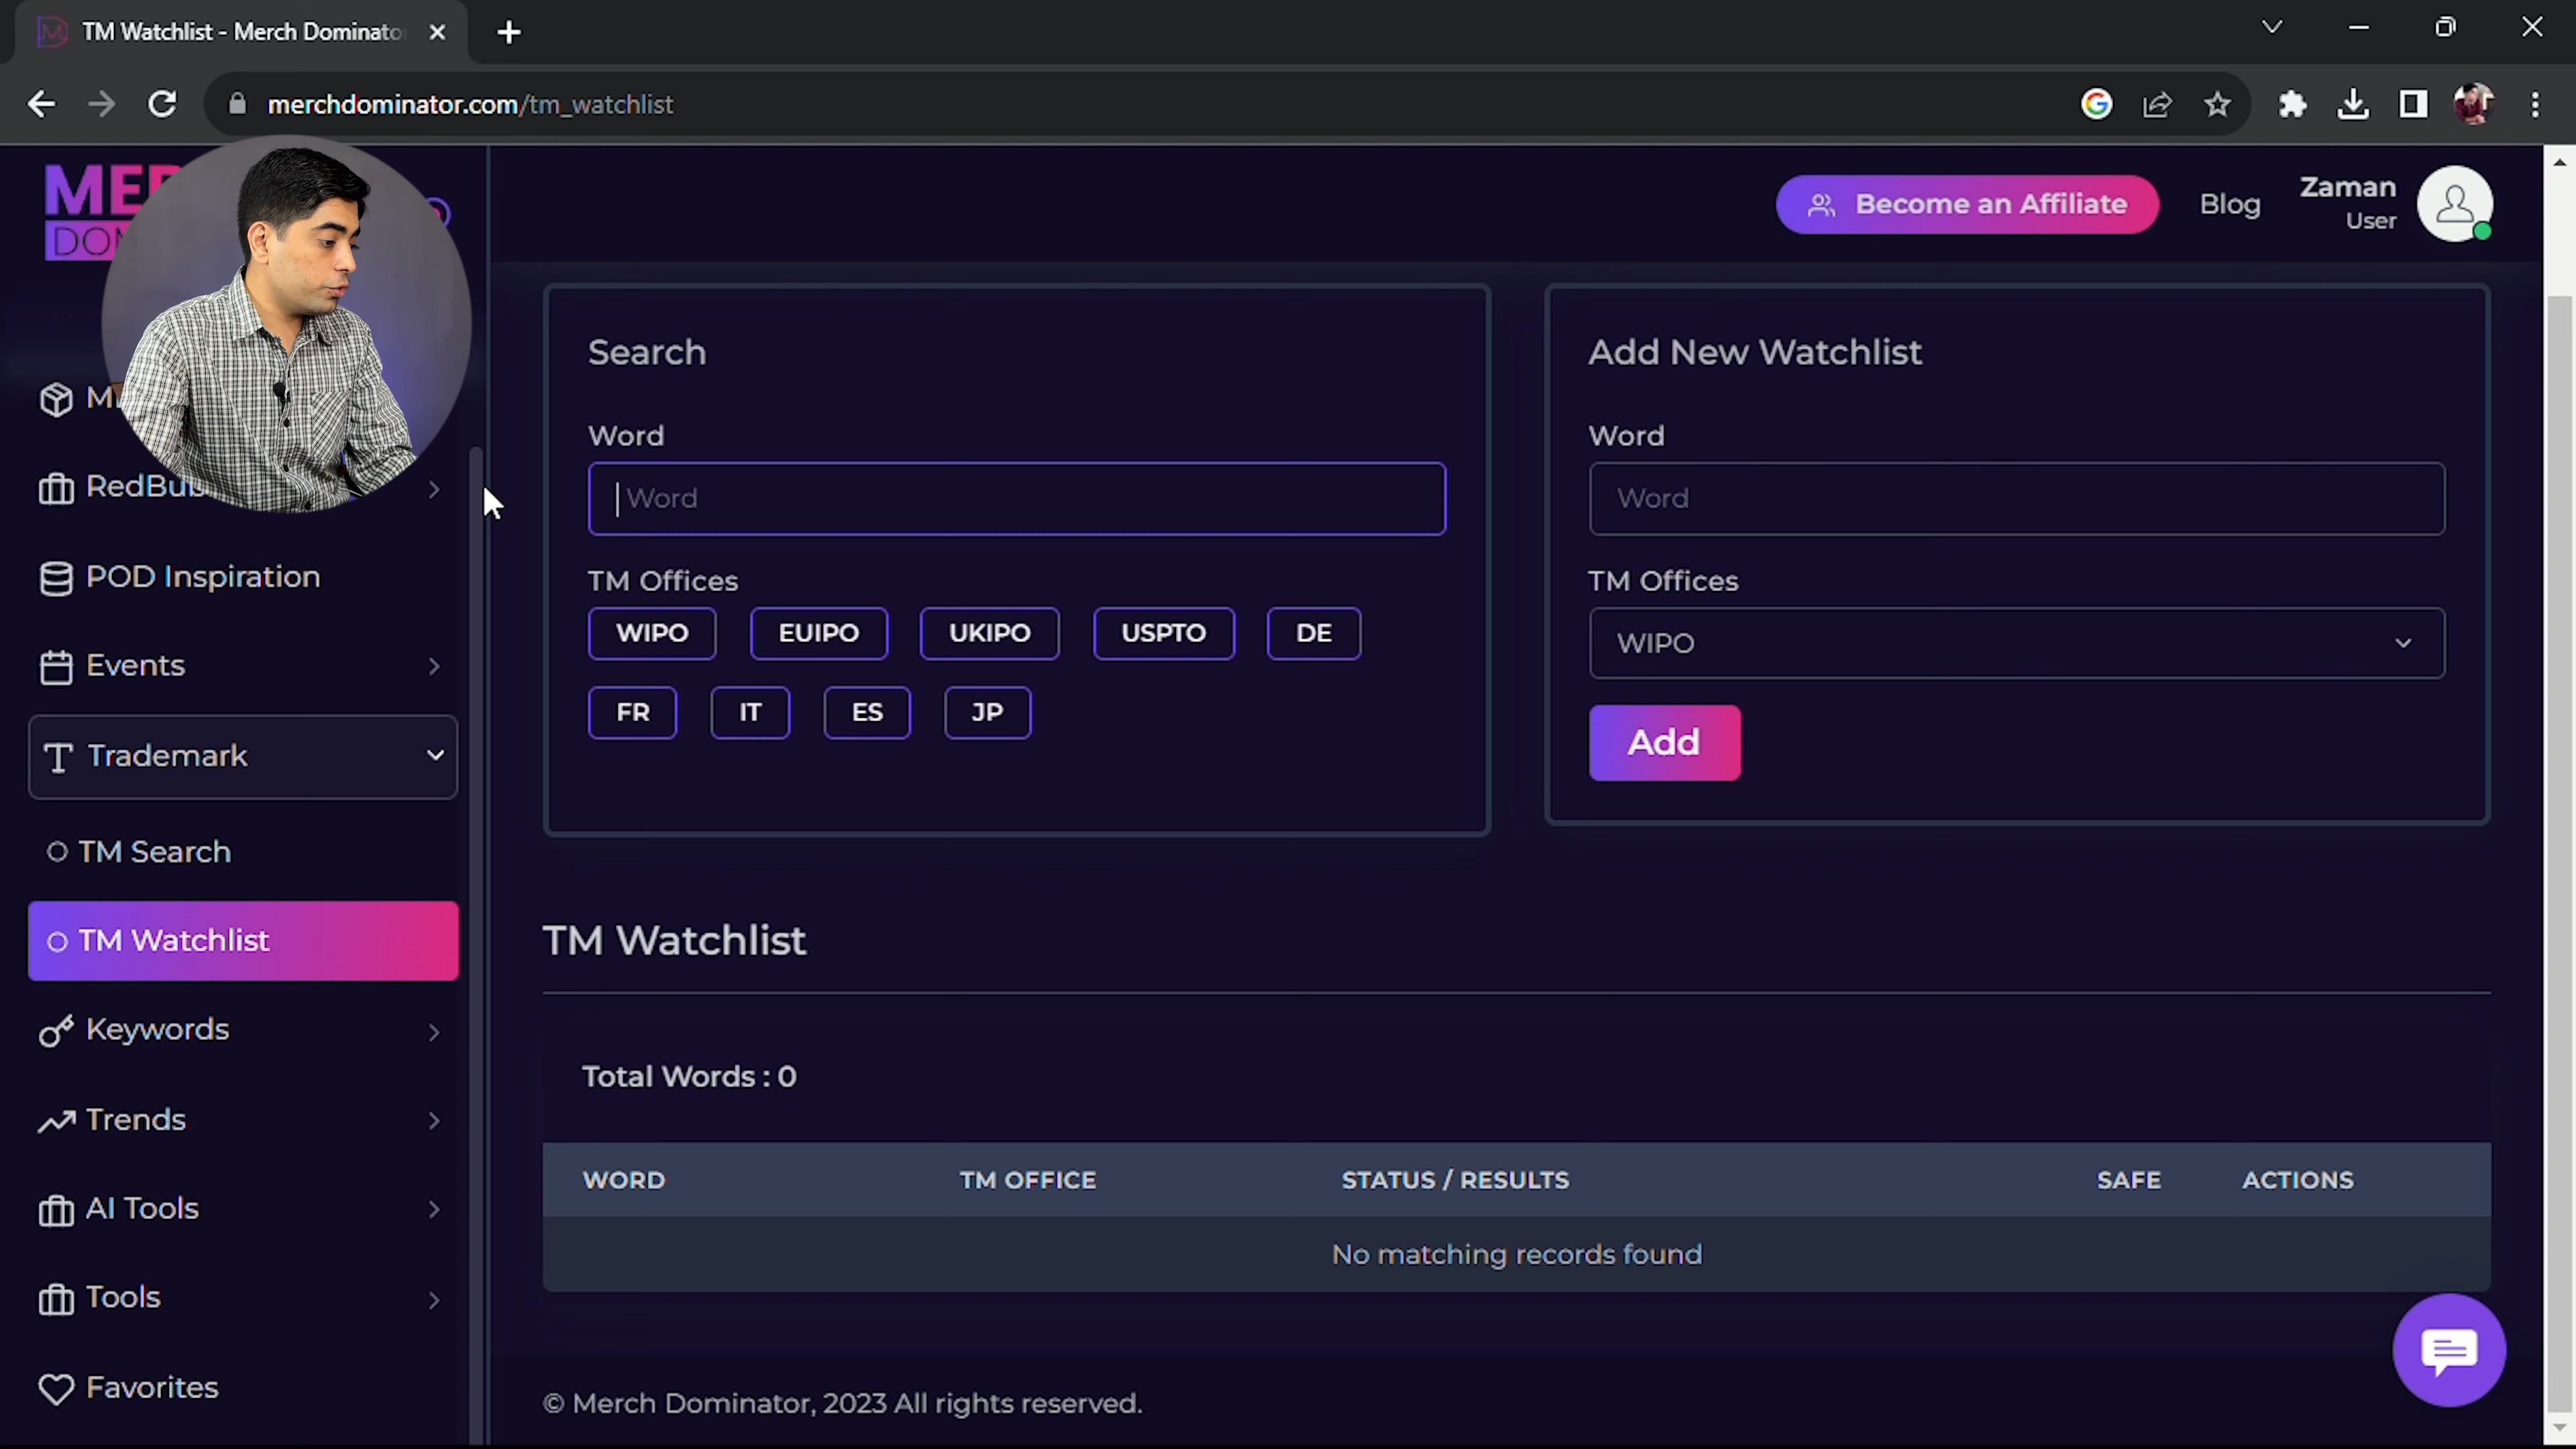 TM Watchlist - Merch Dominato
merchdominator.com/tm_watchlist
Become an Affiliate
Blog
Zaman
User
Search
Word
Word
TM Offices
WIPO EUIPO UKIPO USPTO DE
FR IT ES JP
Add New Watchlist
Word
Word
TM Offices
WIPO
Add
POD Inspiration
Events
Trademark
TM Search
TM Watchlist
Keywords
Trends
AI Tools
Tools
Favorites
TM Watchlist
Total Words : 0
WORD TM OFFICE STATUS / RESULTS SAFE ACTIONS
No matching records found
© Merch Dominator, 2023 All rights reserved.